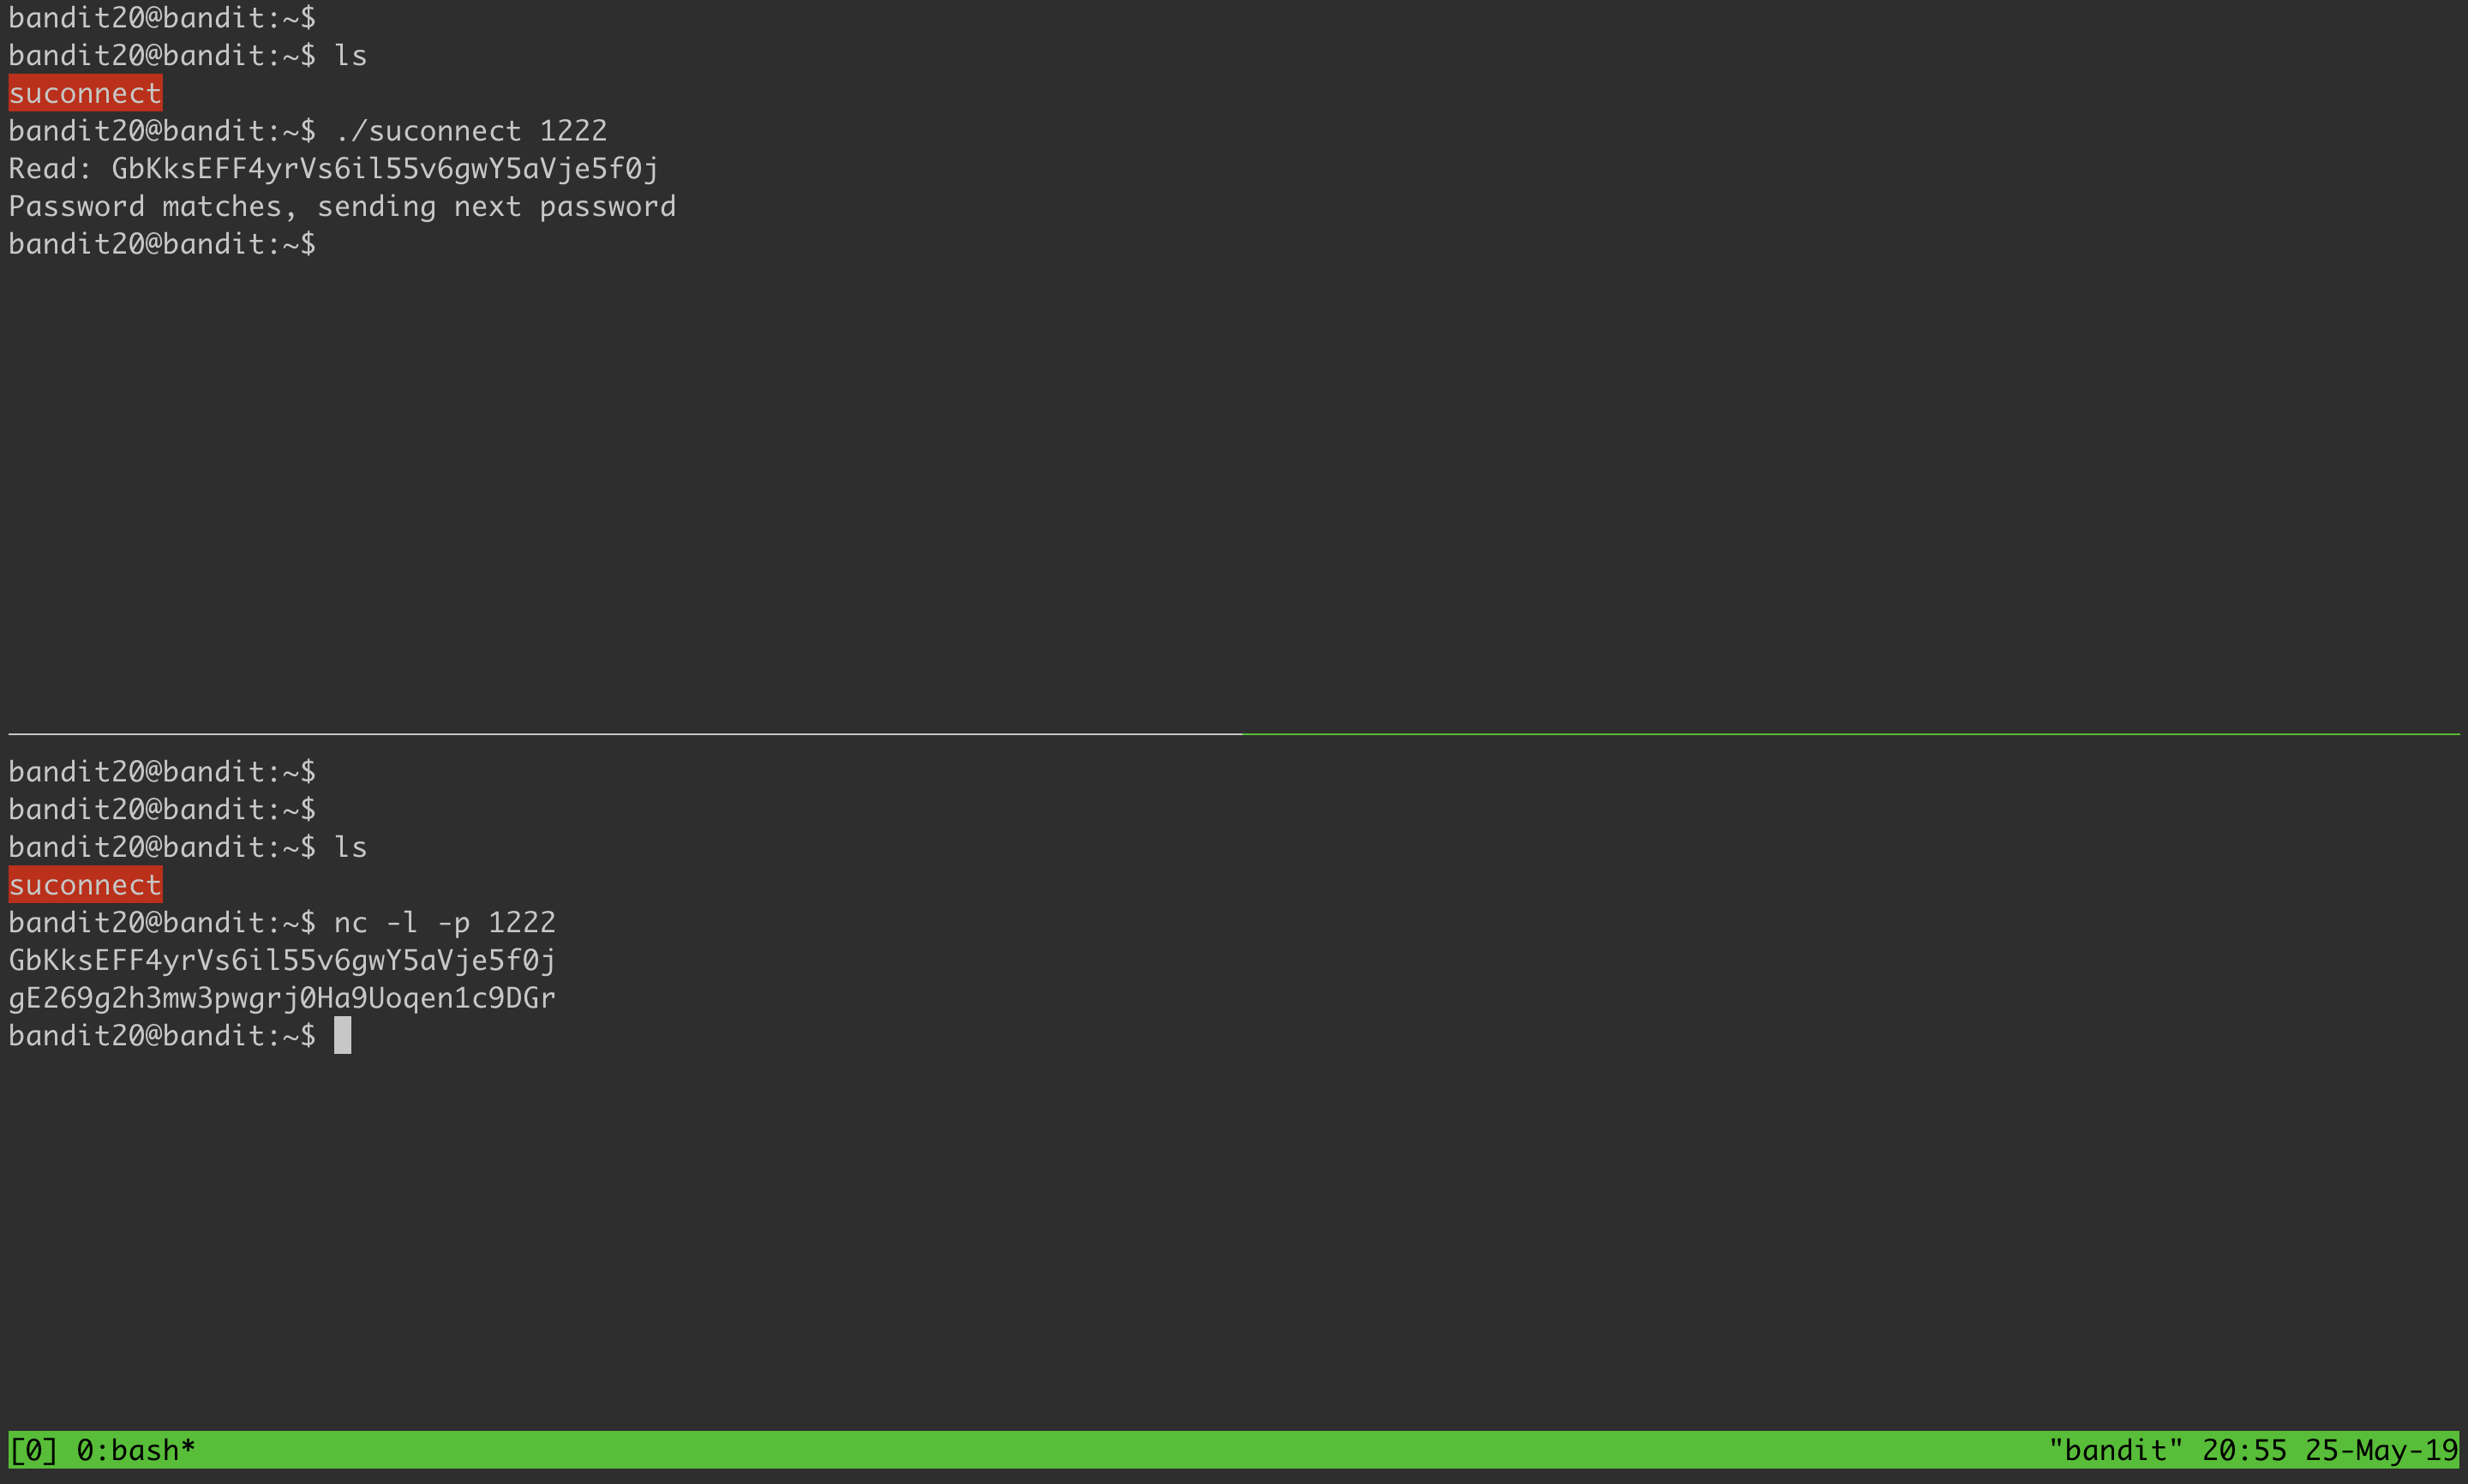 bandit20@bandit:~$
bandit20@bandit:~$ ls
suconnect
bandit20@bandit:~$ ./suconnect 1222
Read: GbKksEFF4yrVs6il55v6gwY5aVje5f0j
Password matches, sending next password
bandit20@bandit:~$
bandit20@bandit:~$
bandit20@bandit:~$
bandit20@bandit:~$ ls
suconnect
bandit20@bandit:~$ nc -l -p 1222
GbKksEFF4yrVs6il55v6gwY5aVje5f0j
gE269g2h3mw3pwgrj0Ha9Uoqen1c9DGr
bandit20@bandit:~$
[0] 0:bash* "bandit" 20:55 25-May-19